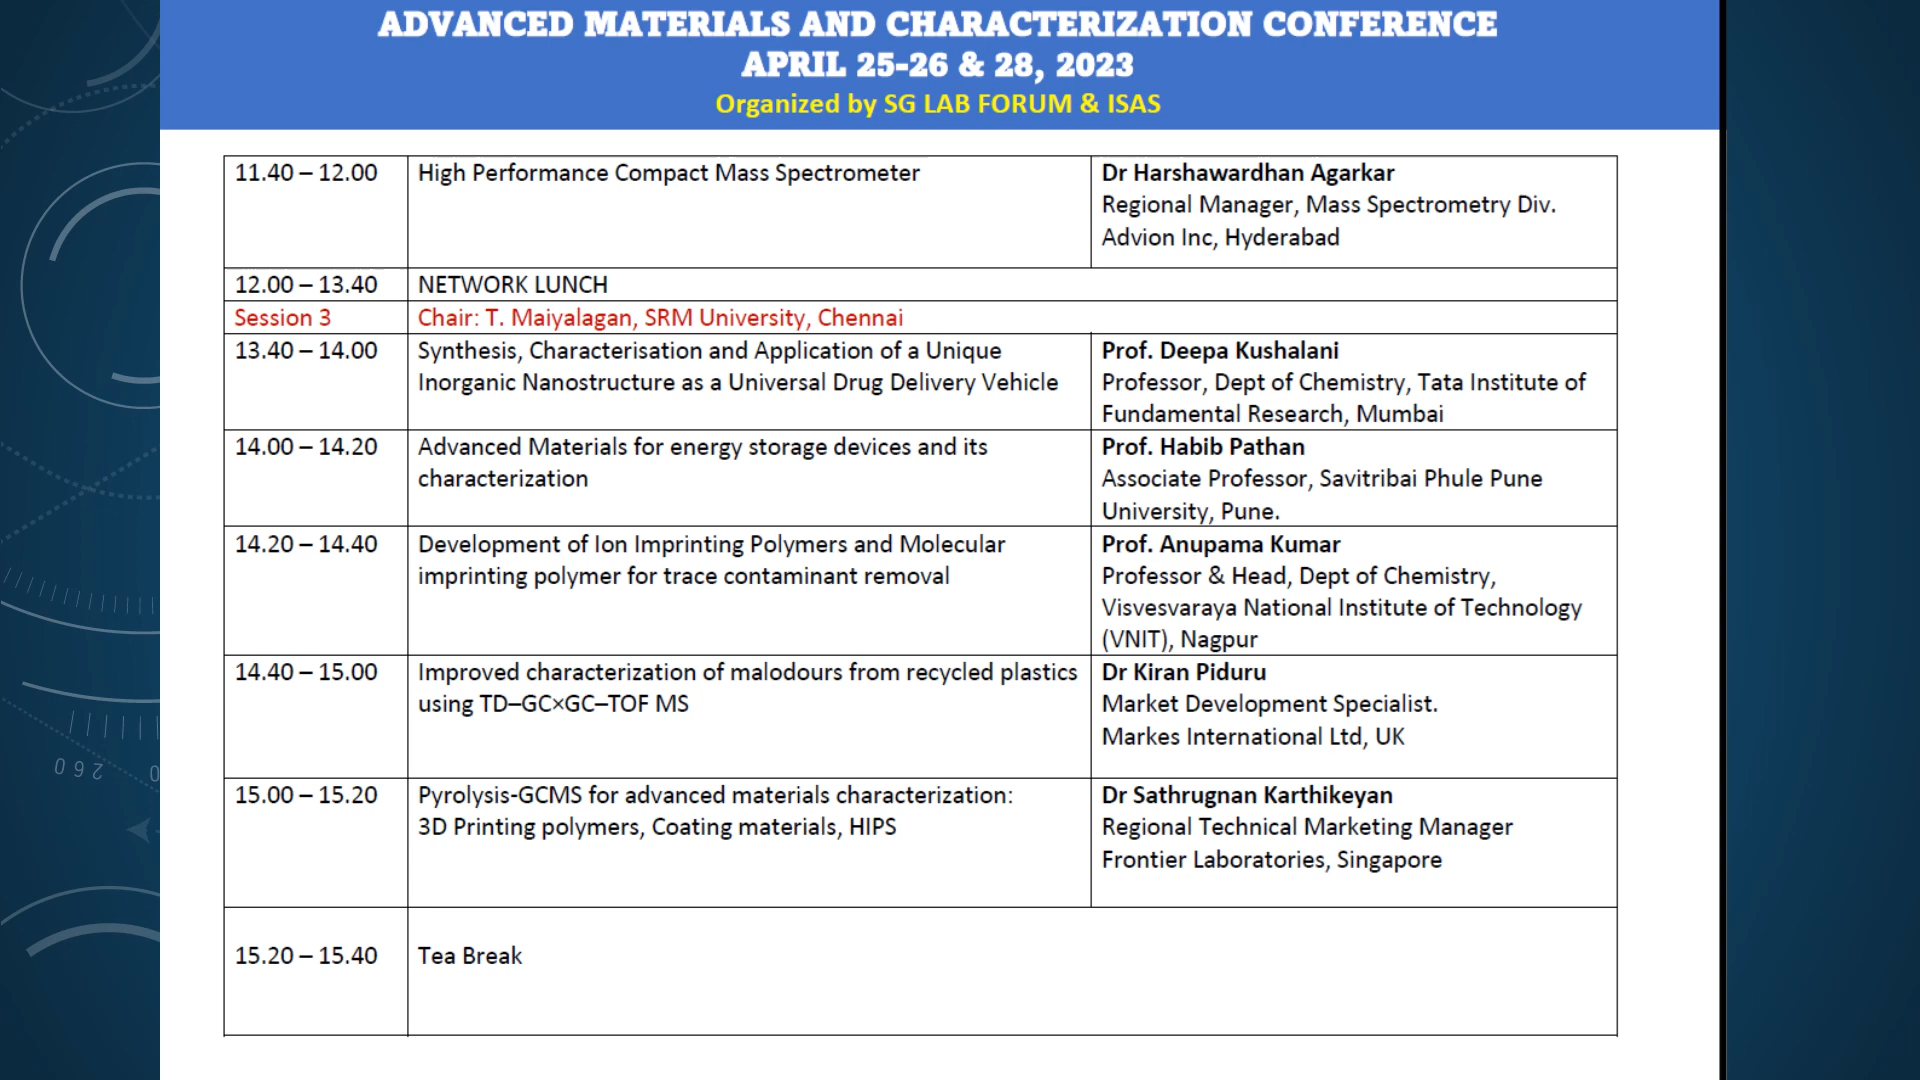 ADVANCED MATERIALS AND CHARACTERIZATION CONFERENCE
APRIL 25-26 & 28, 2023
Organized by SG LAB FORUM & ISAS
11.40 – 12.00
High Performance Compact Mass Spectrometer
Dr Harshawardhan Agarkar
Regional Manager, Mass Spectrometry Div.
Advion Inc, Hyderabad
12.00 – 13.40
NETWORK LUNCH
Session 3
Chair: T. Maiyalagan, SRM University, Chennai
13.40 – 14.00
Synthesis, Characterisation and Application of a Unique
Inorganic Nanostructure as a Universal Drug Delivery Vehicle
Prof. Deepa Kushalani
Professor, Dept of Chemistry, Tata Institute of
Fundamental Research, Mumbai
14.00 – 14.20
Advanced Materials for energy storage devices and its
characterization
Prof. Habib Pathan
Associate Professor, Savitribai Phule Pune
University, Pune.
14.20 – 14.40
Development of Ion Imprinting Polymers and Molecular
imprinting polymer for trace contaminant removal
Prof. Anupama Kumar
Professor & Head, Dept of Chemistry,
Visvesvaraya National Institute of Technology
(VNIT), Nagpur
14.40 – 15.00
Improved characterization of malodours from recycled plastics
using TD–GC×GC–TOF MS
Dr Kiran Piduru
Market Development Specialist.
Markes International Ltd, UK
15.00 – 15.20
Pyrolysis-GCMS for advanced materials characterization:
3D Printing polymers, Coating materials, HIPS
Dr Sathrugnan Karthikeyan
Regional Technical Marketing Manager
Frontier Laboratories, Singapore
15.20 – 15.40
Tea Break
260